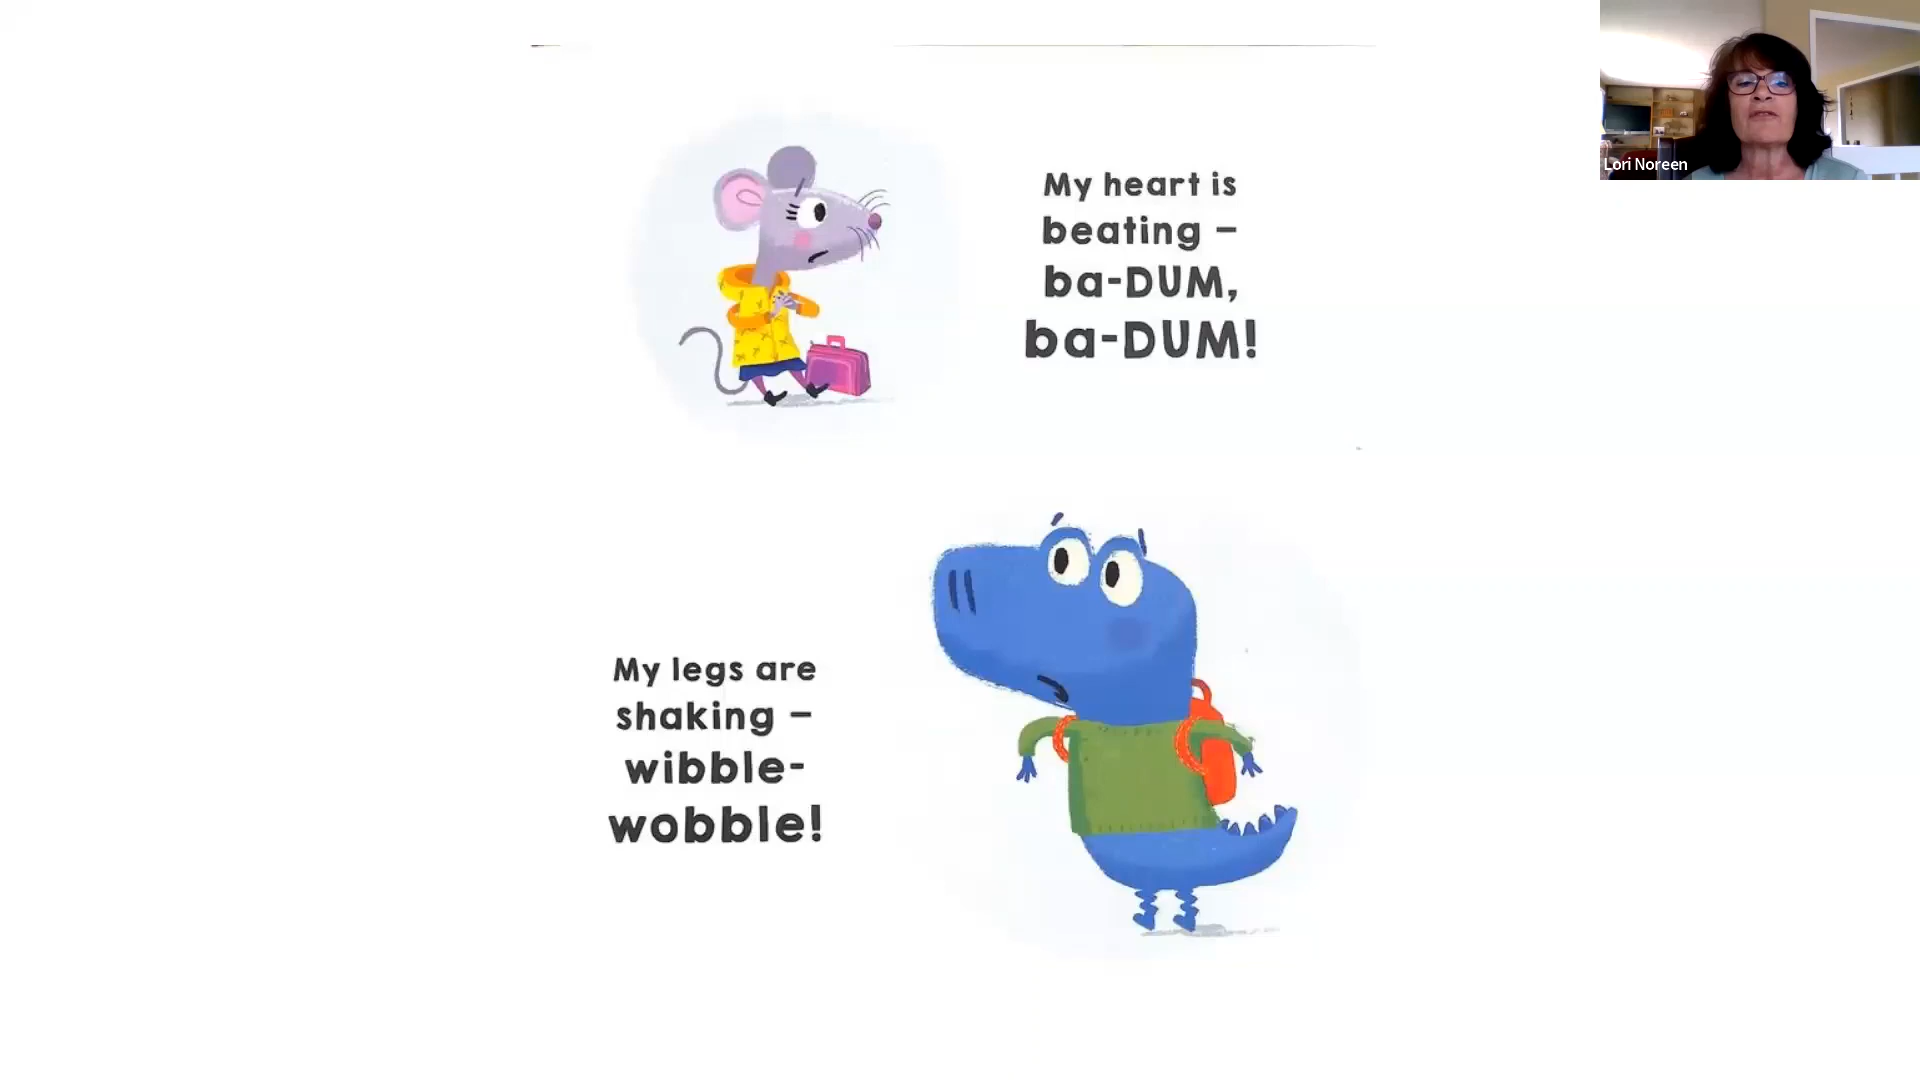 My heart is
beating –
ba-DUM,
ba-DUM!
My legs are
shaking –
wibble-
wobble!
Lori Noreen